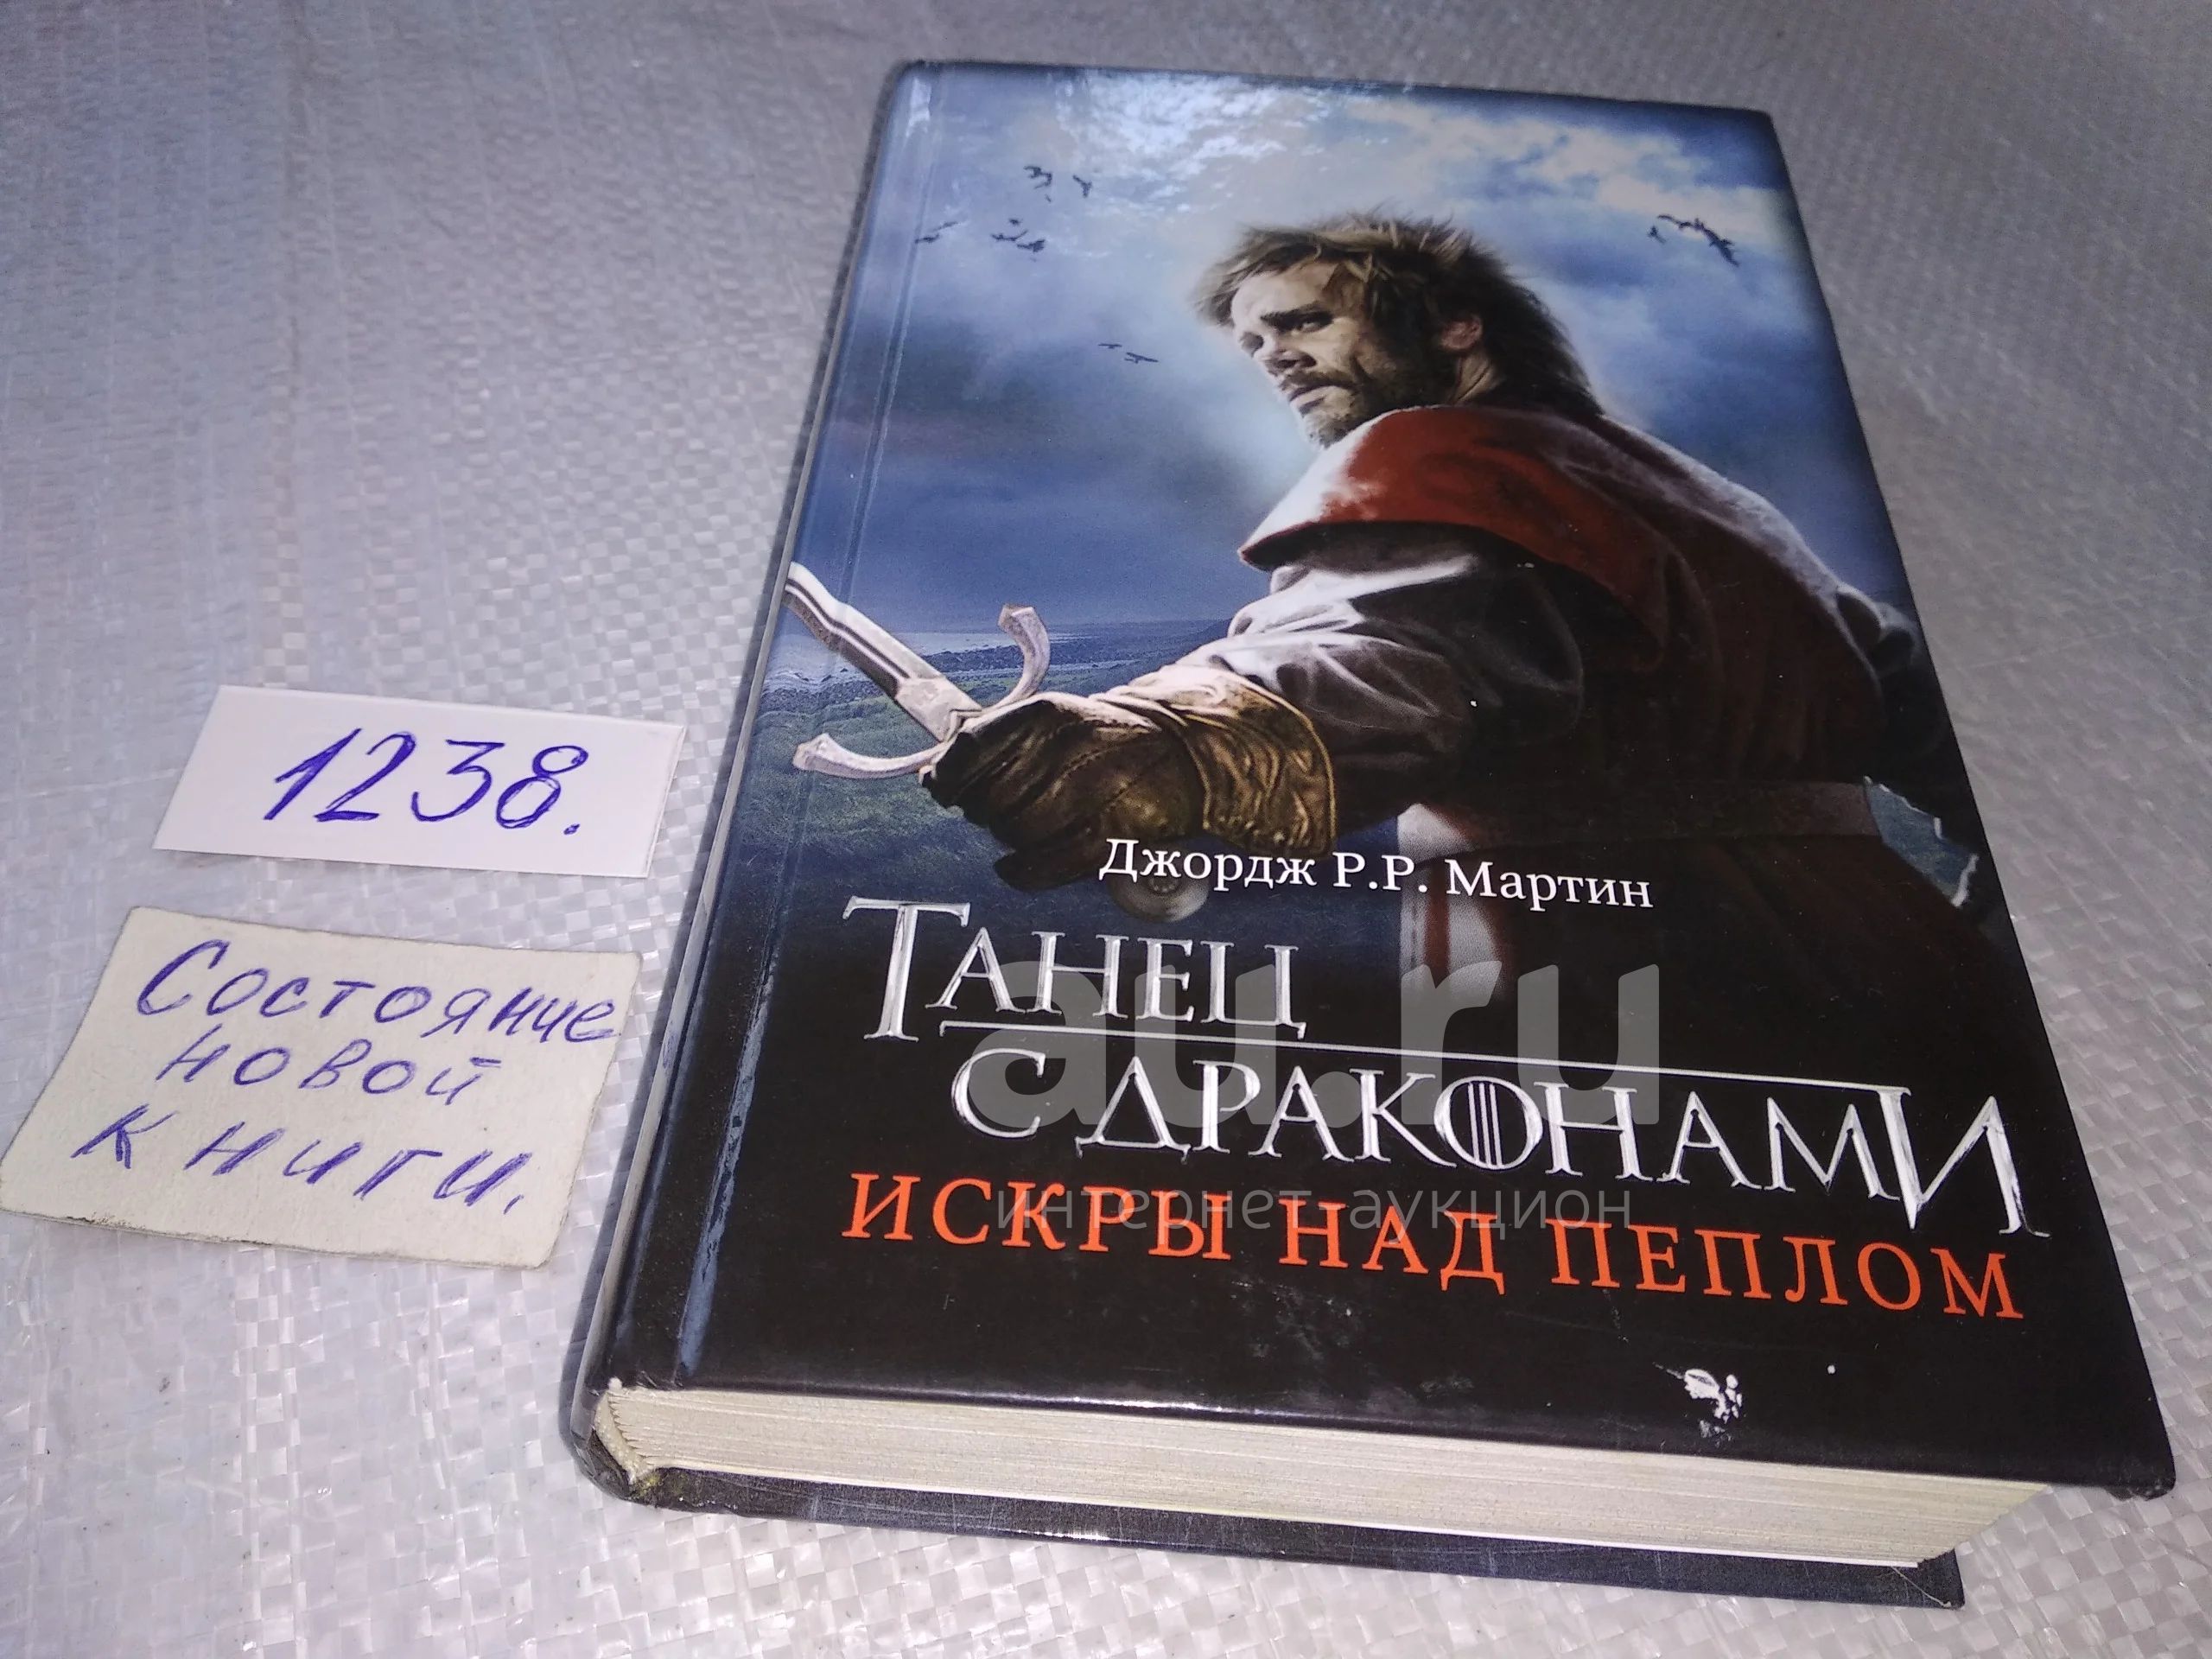 Джордж Р.Р. Мартин
ТАНЕЦ
С ДРАКОНАМИ
ИСКРЫ НАД ПЕПЛОМ
1238.
Состояние
новой
книги.
au.ru
интернет аукцион